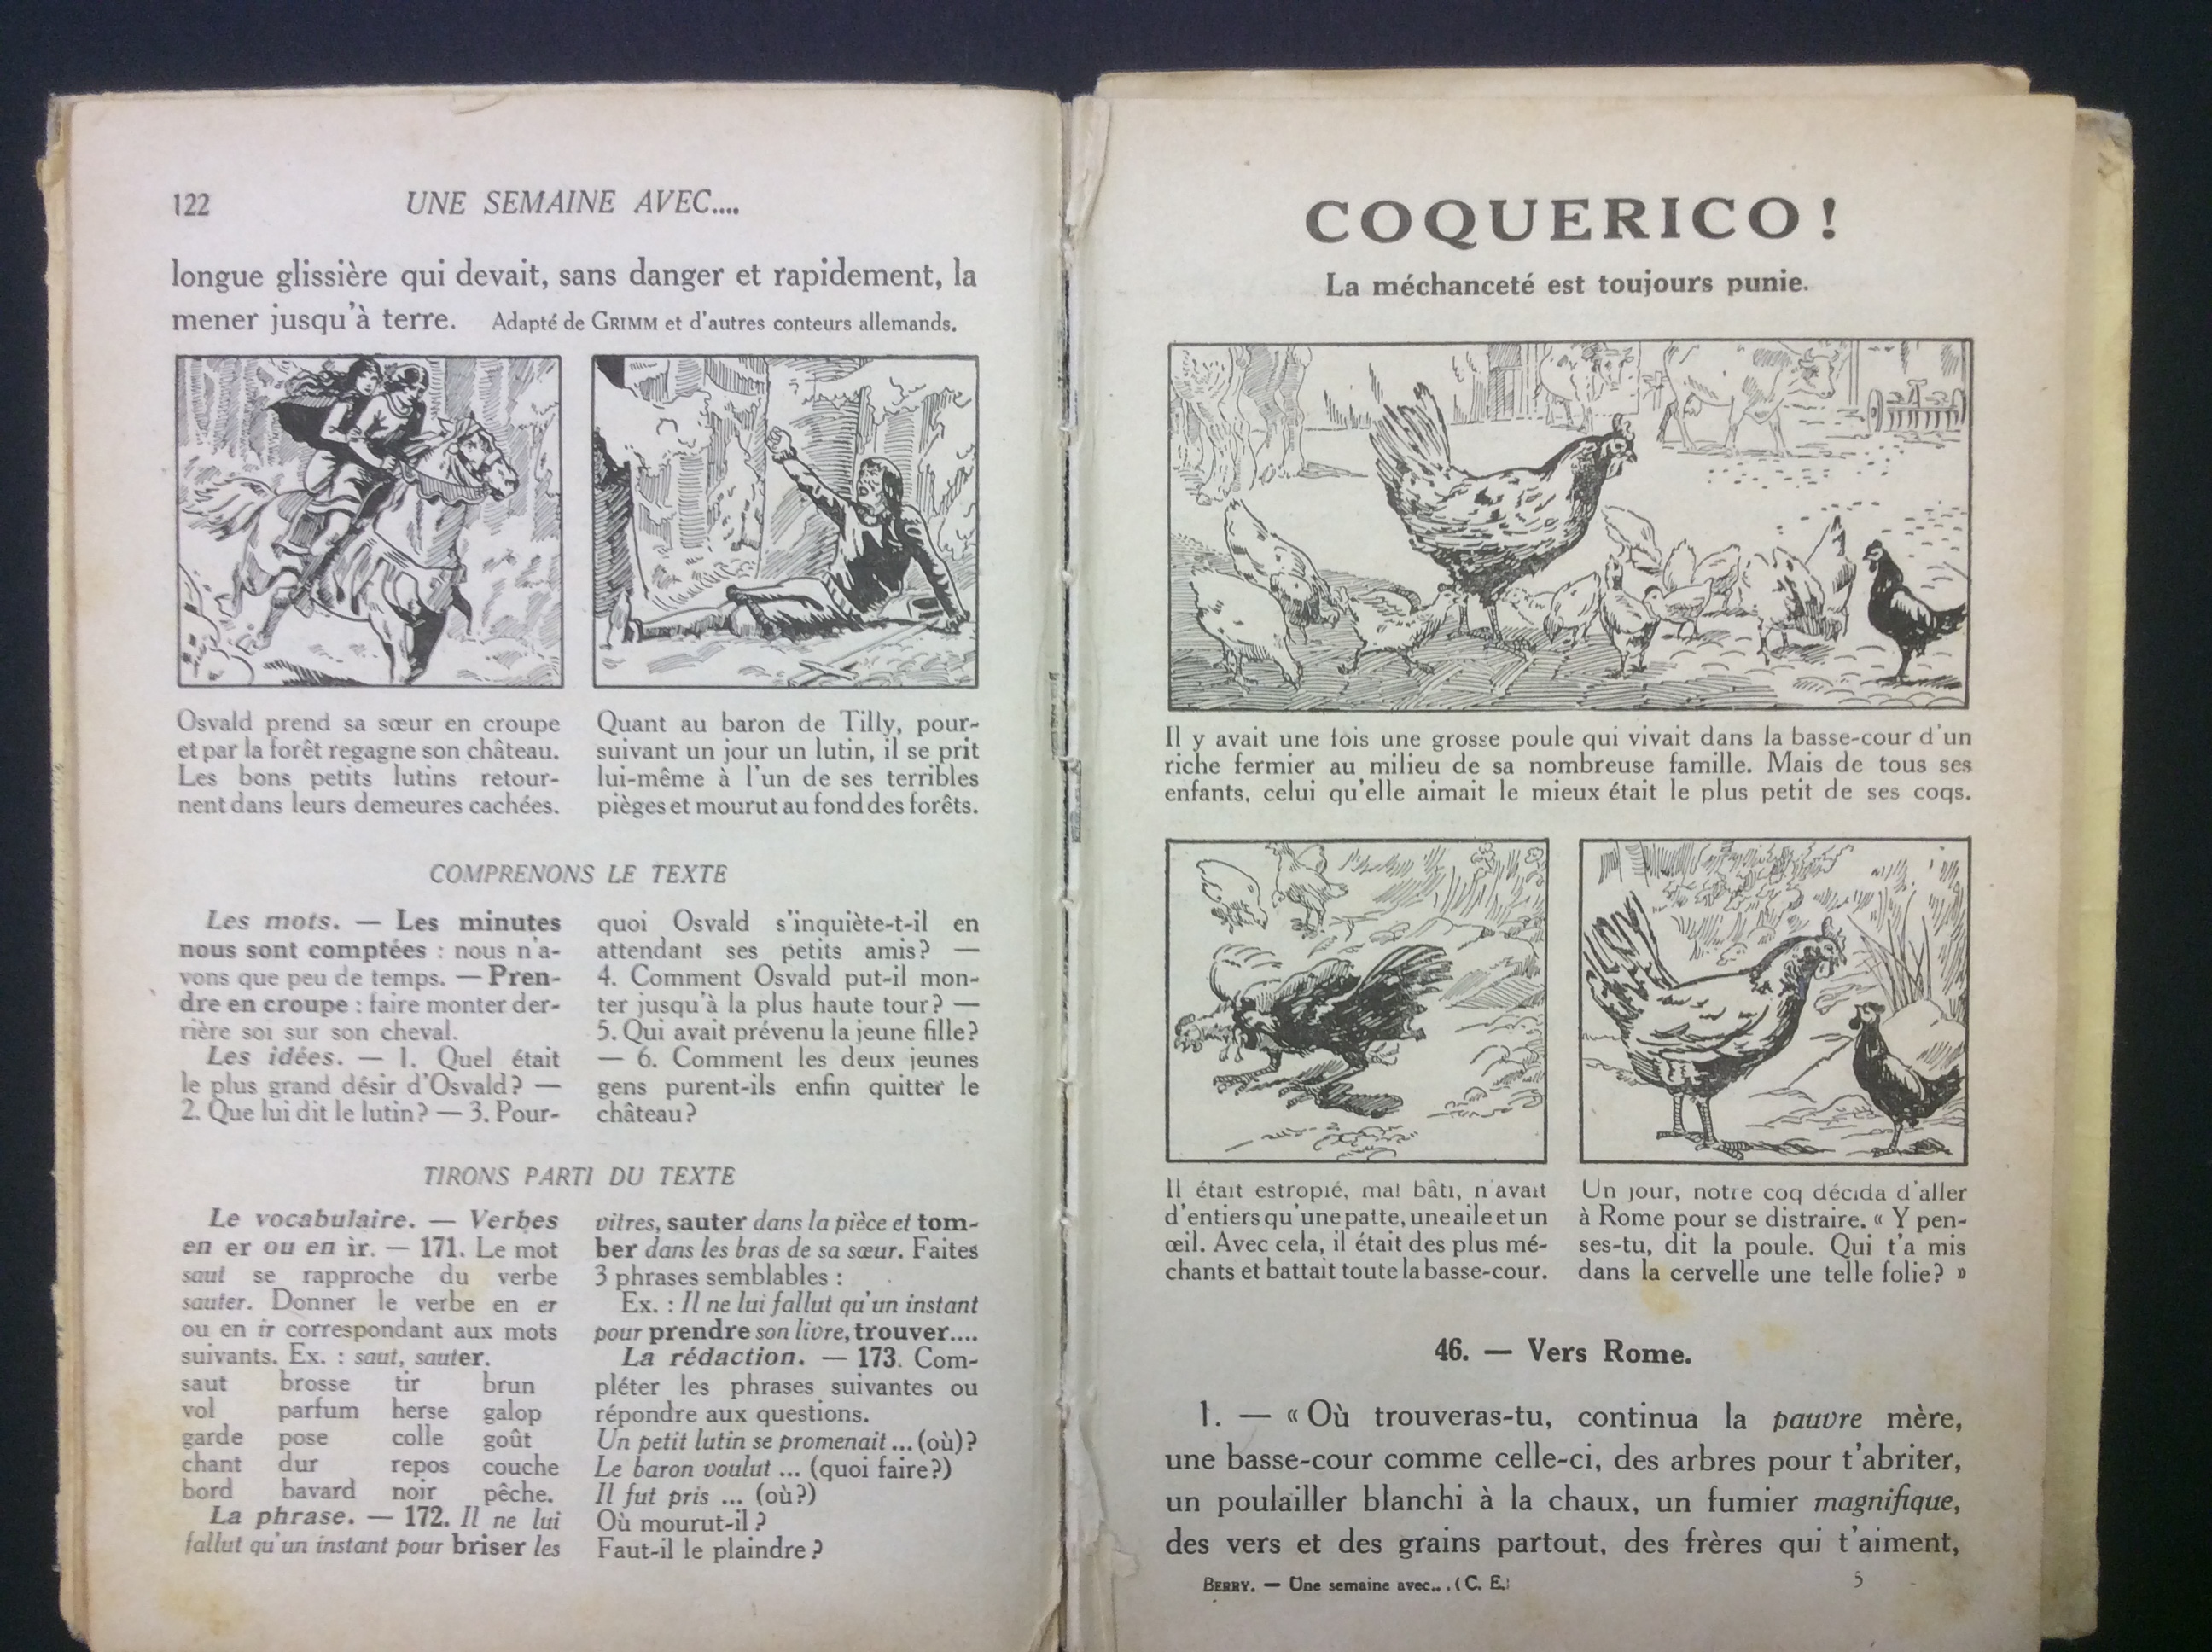 122
UNE SEMAINE AVEC....
longue glissière qui devait, sans danger et rapidement, la
mener jusqu'à terre. Adapté de GRIMM et d'autres conteurs allemands.
Osvald prend sa sœur en croupe
et par la forêt regagne son château.
Les bons petits lutins retour-
nent dans leurs demeures cachées.
Quant au baron de Tilly, pour-
suivant un jour un lutin, il se prit
lui-même à l'un de ses terribles
pièges et mourut au fond des forêts.
COMPRENONS LE TEXTE
Les mots. — Les minutes
nous sont comptées : nous n'a-
vons que peu de temps. — Pren-
dre en croupe : faire monter der-
rière soi sur son cheval.
Les idées. — 1. Quel était
le plus grand désir d'Osvald? —
2. Que lui dit le lutin? — 3. Pour-
quoi Osvald s'inquiète-t-il en
attendant ses petits amis? —
4. Comment Osvald put-il mon-
ter jusqu'à la plus haute tour? —
5. Qui avait prévenu la jeune fille?
— 6. Comment les deux jeunes
gens purent-ils enfin quitter le
château?
TIRONS PARTI DU TEXTE
Le vocabulaire. — Verbes
en er ou en ir. — 171. Le mot
saut se rapproche du verbe
sauter. Donner le verbe en er
ou en ir correspondant aux mots
suivants. Ex. : saut, sauter.
saut brosse tir brun
vol parfum herse galop
garde pose colle goût
chant dur repos couche
bord bavard noir pêche.
La phrase. — 172. Il ne lui
fallut qu'un instant pour briser les
vitres, sauter dans la pièce et tom-
ber dans les bras de sa sœur. Faites
3 phrases semblables :
Ex. : Il ne lui fallut qu'un instant
pour prendre son livre, trouver....
La rédaction. — 173. Com-
pléter les phrases suivantes ou
répondre aux questions.
Un petit lutin se promenait ... (où)?
Le baron voulut ... (quoi faire?)
Il fut pris ... (où?)
Où mourut-il?
Faut-il le plaindre?
COQUERICO!
La méchanceté est toujours punie.
Il y avait une fois une grosse poule qui vivait dans la basse-cour d'un
riche fermier au milieu de sa nombreuse famille. Mais de tous ses
enfants, celui qu'elle aimait le mieux était le plus petit de ses coqs.
Il était estropié, mal bâti, n'avait
d'entiers qu'une patte, une aile et un
œil. Avec cela, il était des plus mé-
chants et battait toute la basse-cour.
Un jour, notre coq décida d'aller
à Rome pour se distraire. « Y pen-
ses-tu, dit la poule. Qui t'a mis
dans la cervelle une telle folie? »
46. — Vers Rome.
1. — « Où trouveras-tu, continua la pauvre mère,
une basse-cour comme celle-ci, des arbres pour t'abriter,
un poulailler blanchi à la chaux, un fumier magnifique,
des vers et des grains partout, des frères qui t'aiment,
BERRY. — Une semaine avec... (C. E.) 5